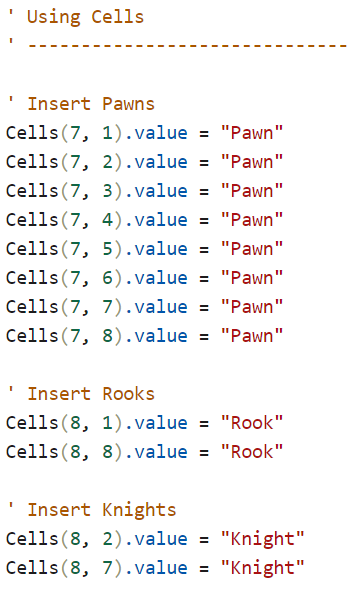 ' Using Cells
' ------------------------------
' Insert Pawns
Cells(7, 1).value = "Pawn"
Cells(7, 2).value = "Pawn"
Cells(7, 3).value = "Pawn"
Cells(7, 4).value = "Pawn"
Cells(7, 5).value = "Pawn"
Cells(7, 6).value = "Pawn"
Cells(7, 7).value = "Pawn"
Cells(7, 8).value = "Pawn"
' Insert Rooks
Cells(8, 1).value = "Rook"
Cells(8, 8).value = "Rook"
' Insert Knights
Cells(8, 2).value = "Knight"
Cells(8, 7).value = "Knight"